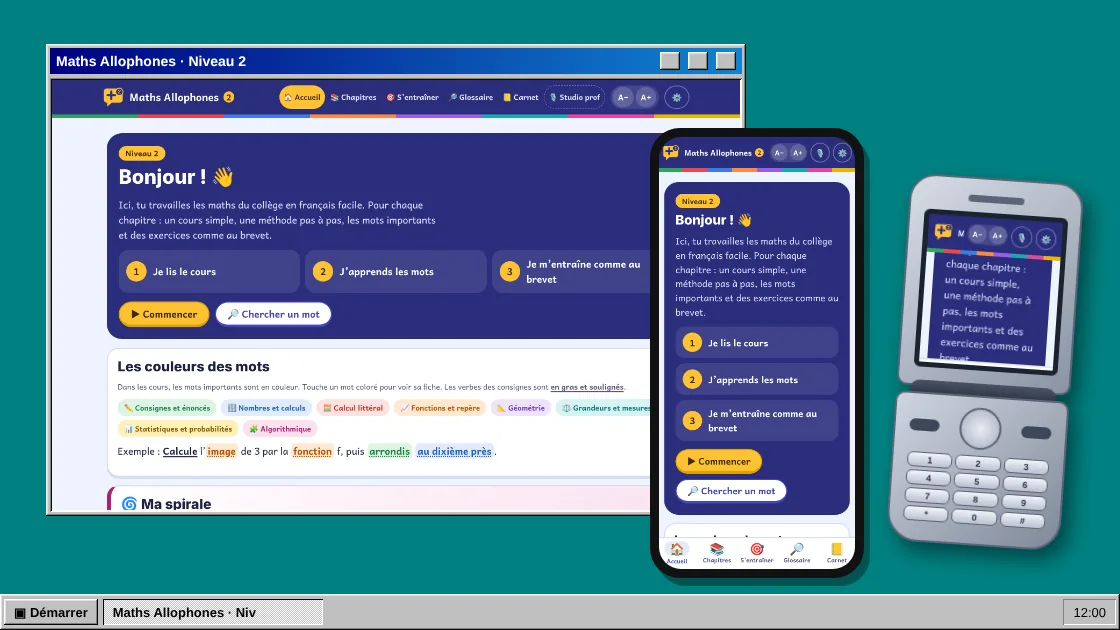 Maths Allophones · Niveau 2
Maths Allophones 2
🏠 Accueil
📚 Chapitres
🎯 S'entraîner
🔎 Glossaire
📒 Carnet
🎙️ Studio prof
A−
A+
Niveau 2
Bonjour ! 👋
Ici, tu travailles les maths du collège en français facile. Pour chaque
chapitre : un cours simple, une méthode pas à pas, les mots importants
et des exercices comme au brevet.
1 Je lis le cours
2 J'apprends les mots
3 Je m'entraîne comme au
brevet
▶ Commencer
🔎 Chercher un mot
Les couleurs des mots
Dans les cours, les mots importants sont en couleur. Touche un mot coloré pour voir sa fiche. Les verbes des consignes sont en gras et soulignés.
✏️ Consignes et énoncés
🔢 Nombres et calculs
🧮 Calcul littéral
📈 Fonctions et repère
📐 Géométrie
⚖️ Grandeurs et mesures
📊 Statistiques et probabilités
🧩 Algorithmique
Exemple : Calcule l'image de 3 par la fonction f, puis arrondis au dixième près .
🌀 Ma spirale
Maths Allophones 2
A−
A+
Niveau 2
Bonjour ! 👋
Ici, tu travailles les maths du collège
en français facile. Pour chaque
chapitre : un cours simple, une
méthode pas à pas, les mots
importants et des exercices comme au
brevet.
1 Je lis le cours
2 J'apprends les mots
3 Je m'entraîne comme au
brevet
▶ Commencer
🔎 Chercher un mot
Accueil
Chapitres
S'entraîner
Glossaire
Carnet
M
A−
A+
chaque chapitre :
un cours simple,
une méthode pas à
pas, les mots
importants et des
exercices comme au
brevet
1 2 3
4 5 6
7 8 9
* 0 #
▣ Démarrer
Maths Allophones · Niv
12:00